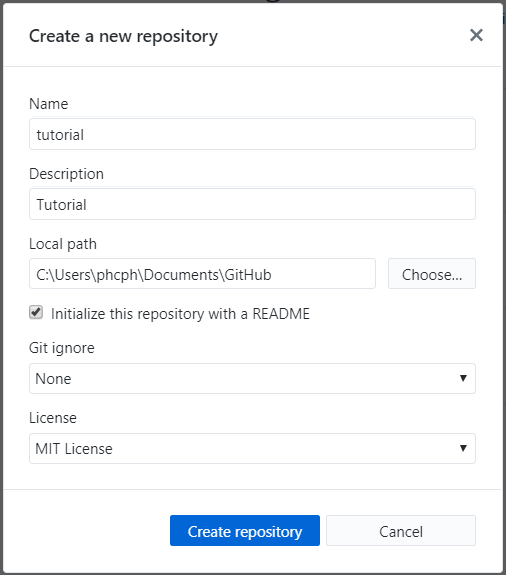 Create a new repository
Name
tutorial
Description
Tutorial
Local path
C:\Users\phcph\Documents\GitHub
Choose...
Initialize this repository with a README
Git ignore
None
License
MIT License
Create repository
Cancel